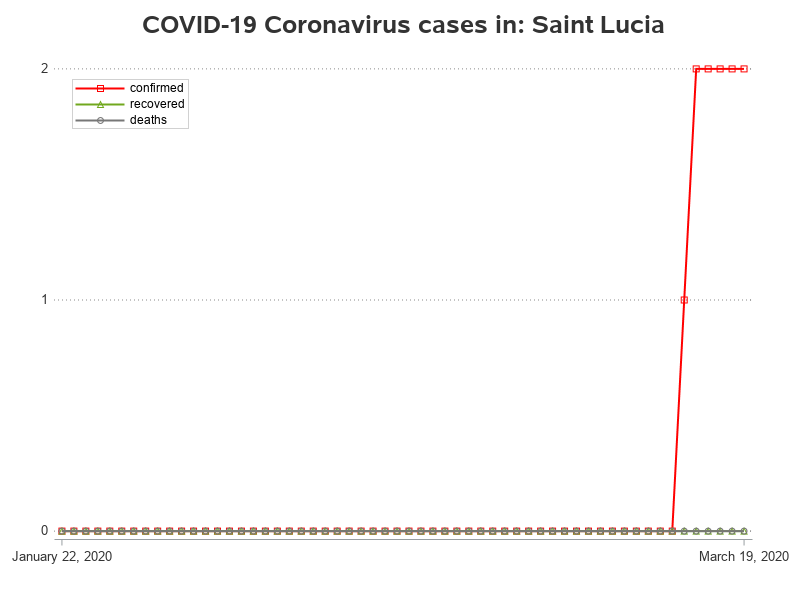 COVID-19 Coronavirus cases in: Saint Lucia
2
confirmed
recovered
deaths
1
0
January 22, 2020
March 19, 2020